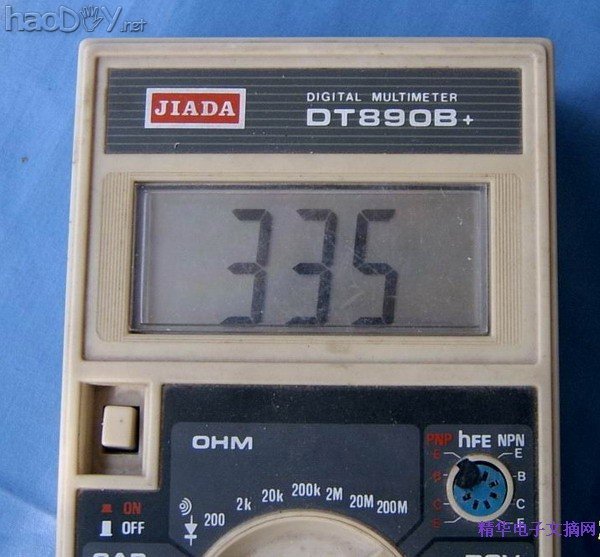 haoDIY.net
JIADA
DIGITAL MULTIMETER
DT890B+
335
OHM
PNP hFE NPN
E E
B B
C C
E E
200 2k 20k 200k 2M 20M 200M
ON
OFF
精华电子文摘网
CAP